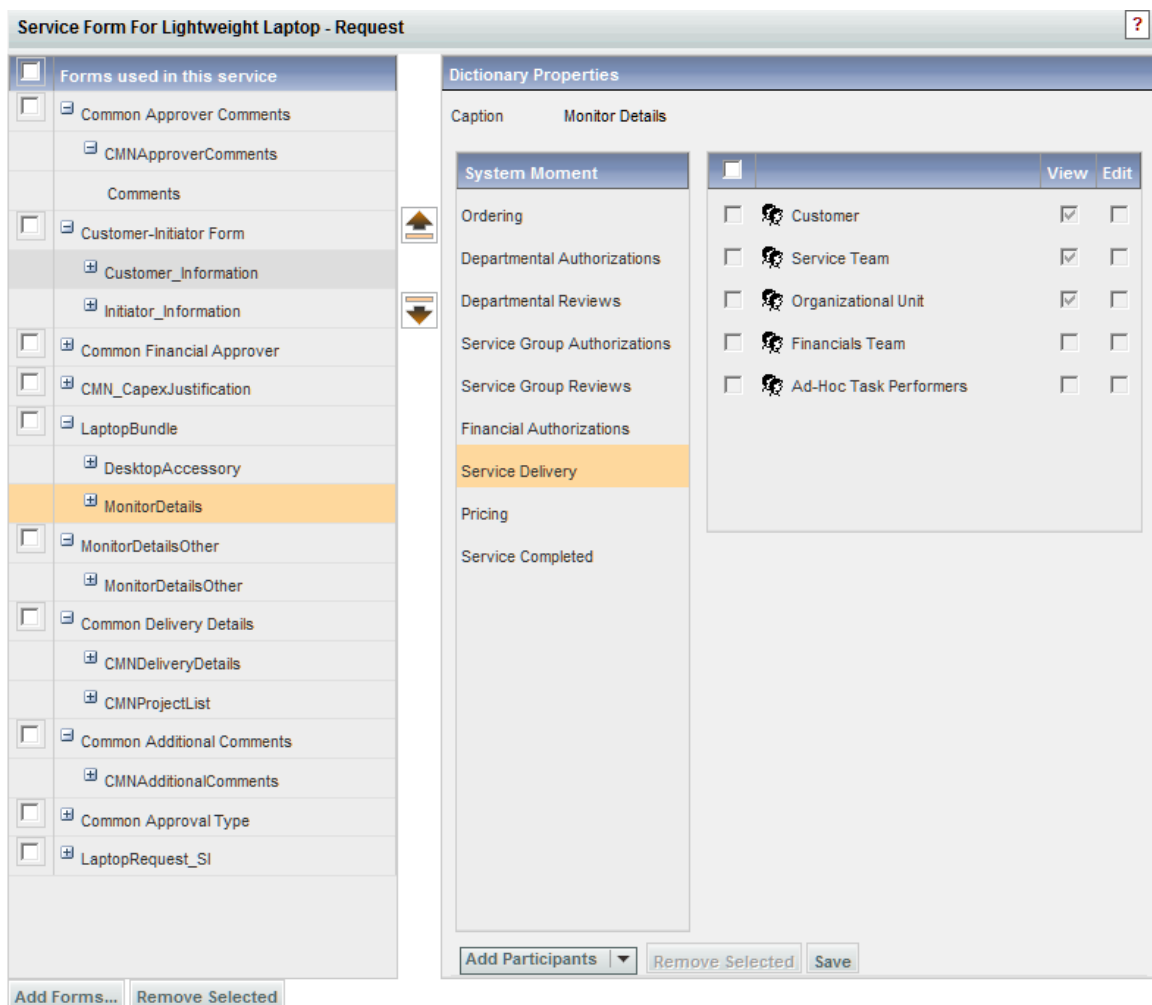 Service Form For Lightweight Laptop - Request
?
Forms used in this service
Common Approver Comments
CMNApproverComments
Comments
Customer-Initiator Form
Customer_Information
Initiator_Information
Common Financial Approver
CMN_CapexJustification
LaptopBundle
DesktopAccessory
MonitorDetails
MonitorDetailsOther
MonitorDetailsOther
Common Delivery Details
CMNDeliveryDetails
CMNProjectList
Common Additional Comments
CMNAdditionalComments
Common Approval Type
LaptopRequest_SI
Add Forms... Remove Selected
Dictionary Properties
Caption Monitor Details
System Moment
Ordering
Departmental Authorizations
Departmental Reviews
Service Group Authorizations
Service Group Reviews
Financial Authorizations
Service Delivery
Pricing
Service Completed
View Edit
Customer
Service Team
Organizational Unit
Financials Team
Ad-Hoc Task Performers
Add Participants Remove Selected Save